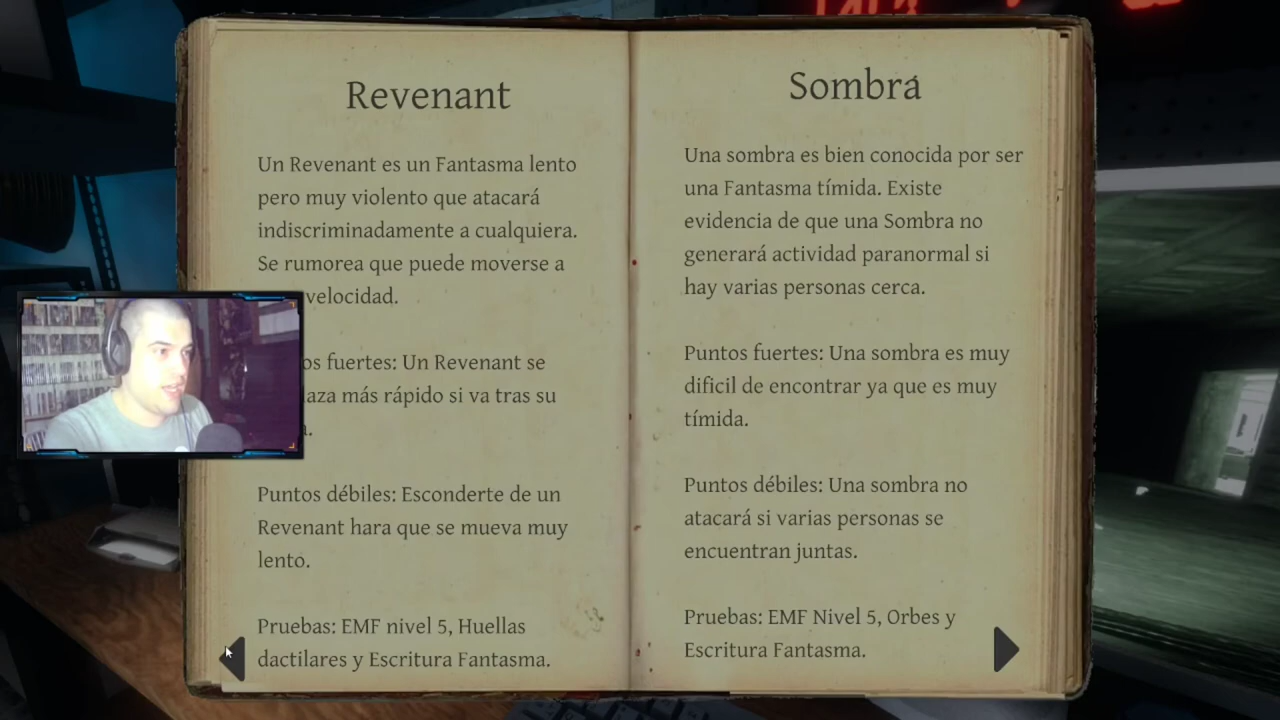 Revenant
Un Revenant es un Fantasma lento
pero muy violento que atacará
indiscriminadamente a cualquiera.
Se rumorea que puede moverse a
velocidad.
fuertes: Un Revenant se
más rápido si va tras su
Puntos débiles: Esconderte de un
Revenant hara que se mueva muy
lento.
Pruebas: EMF nivel 5, Huellas
dactilares y Escritura Fantasma.
Sombra
Una sombra es bien conocida por ser
una Fantasma tímida. Existe
evidencia de que una Sombra no
generará actividad paranormal si
hay varias personas cerca.
Puntos fuertes: Una sombra es muy
dificil de encontrar ya que es muy
tímida.
Puntos débiles: Una sombra no
atacará si varias personas se
encuentran juntas.
Pruebas: EMF Nivel 5, Orbes y
Escritura Fantasma.